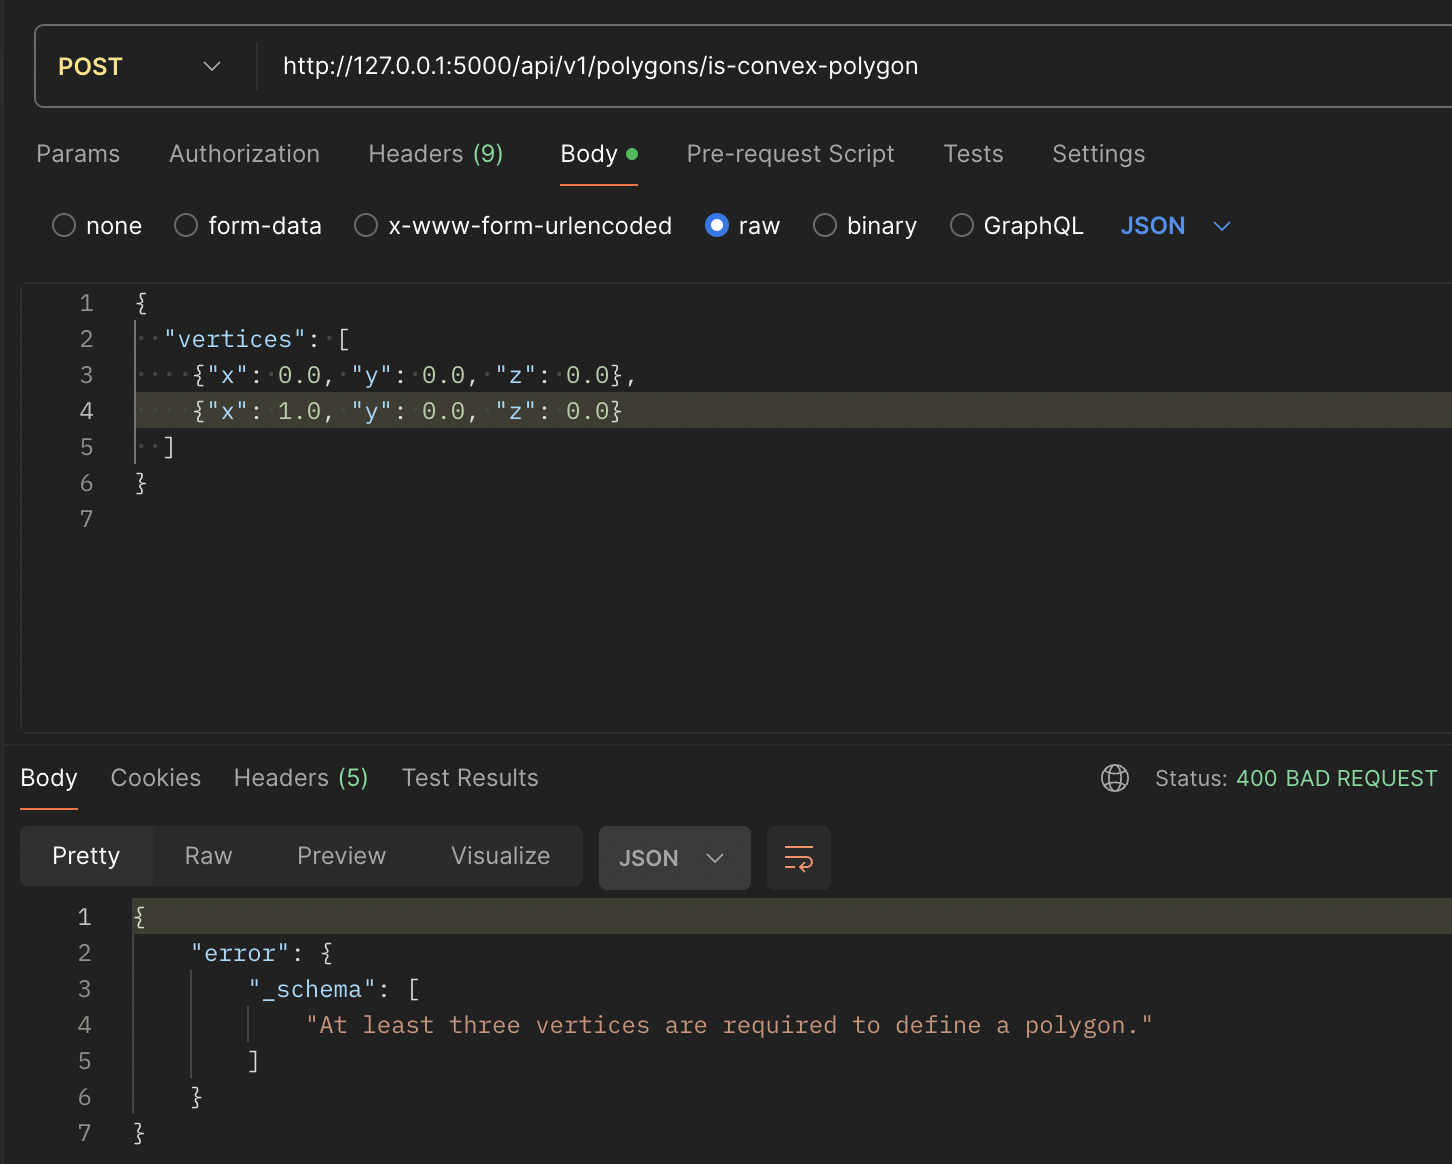 POST http://127.0.0.1:5000/api/v1/polygons/is-convex-polygon
Params Authorization Headers (9) Body Pre-request Script Tests Settings
none form-data x-www-form-urlencoded raw binary GraphQL JSON
1 {
2 "vertices": [
3 {"x": 0.0, "y": 0.0, "z": 0.0},
4 {"x": 1.0, "y": 0.0, "z": 0.0}
5 ]
6 }
7
Body Cookies Headers (5) Test Results Status: 400 BAD REQUEST
Pretty Raw Preview Visualize JSON
1 {
2 "error": {
3 "_schema": [
4 "At least three vertices are required to define a polygon."
5 ]
6 }
7 }